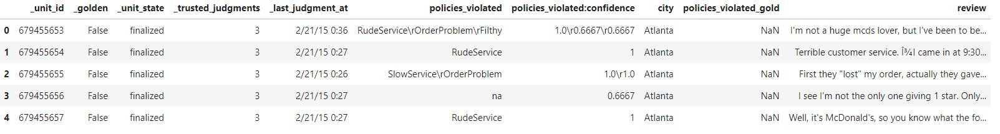 _unit_id _golden _unit_state _trusted_judgments _last_judgment_at policies_violated policies_violated:confidence city policies_violated_gold review
0 679455653 False finalized 3 2/21/15 0:36 RudeService\rOrderProblem\rFilthy 1.0\r0.6667\r0.6667 Atlanta NaN I'm not a huge mcds lover, but I've been to be...
1 679455654 False finalized 3 2/21/15 0:27 RudeService 1 Atlanta NaN Terrible customer service. Î¾I came in at 9:30...
2 679455655 False finalized 3 2/21/15 0:26 SlowService\rOrderProblem 1.0\r1.0 Atlanta NaN First they "lost" my order, actually they gave...
3 679455656 False finalized 3 2/21/15 0:27 na 0.6667 Atlanta NaN I see I'm not the only one giving 1 star. Only...
4 679455657 False finalized 3 2/21/15 0:27 RudeService 1 Atlanta NaN Well, it's McDonald's, so you know what the fo...